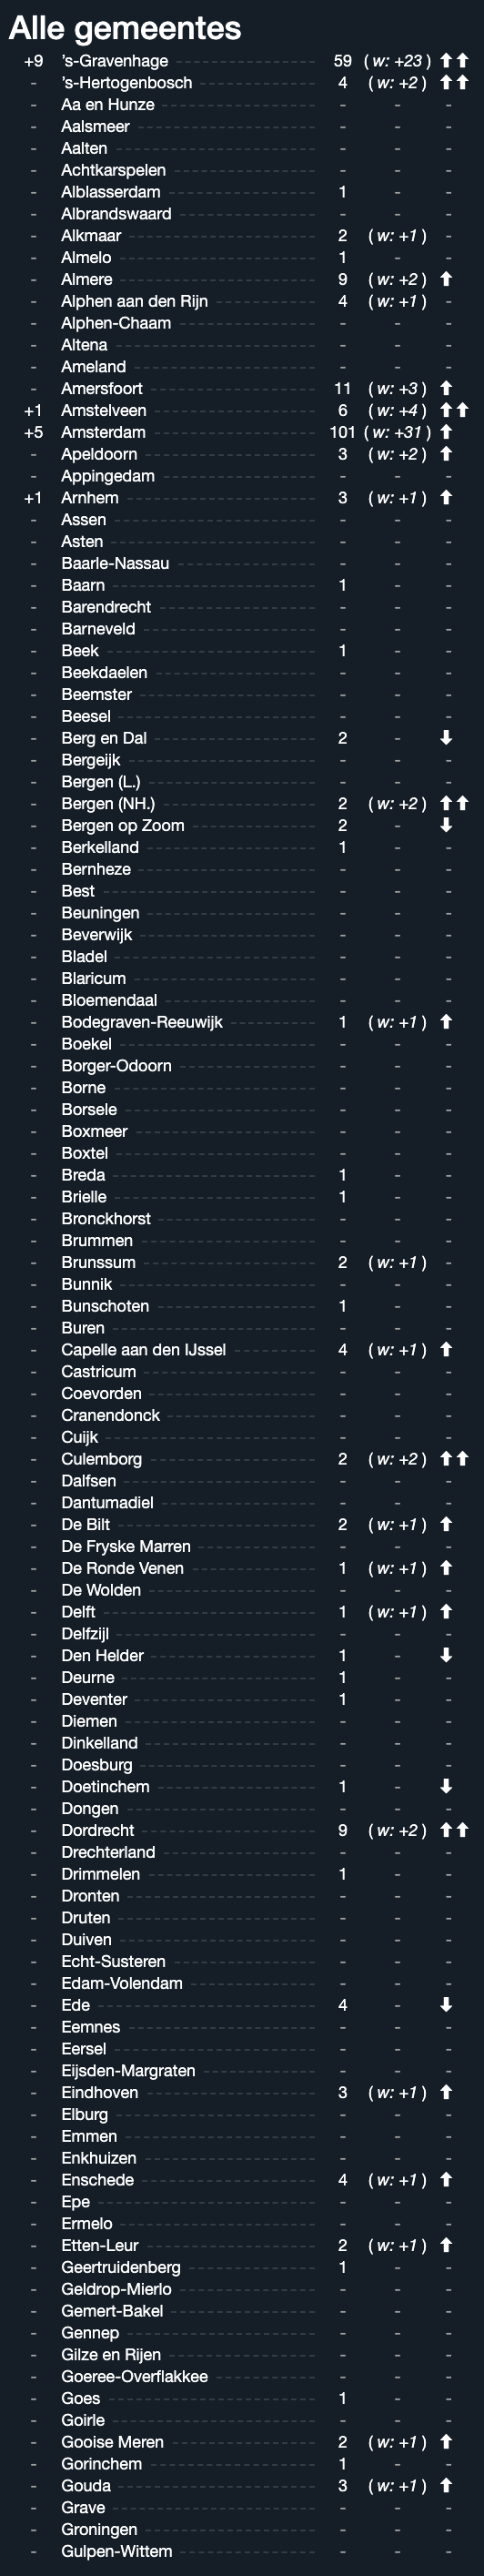 Alle gemeentes
+9 's-Gravenhage 59 (w: +23) ⬆⬆
- 's-Hertogenbosch 4 (w: +2) ⬆⬆
- Aa en Hunze - - -
- Aalsmeer - - -
- Aalten - - -
- Achtkarspelen - - -
- Alblasserdam 1 - -
- Albrandswaard - - -
- Alkmaar 2 (w: +1) -
- Almelo 1 - -
- Almere 9 (w: +2) ⬆
- Alphen aan den Rijn 4 (w: +1) -
- Alphen-Chaam - - -
- Altena - - -
- Ameland - - -
- Amersfoort 11 (w: +3) ⬆
+1 Amstelveen 6 (w: +4) ⬆⬆
+5 Amsterdam 101 (w: +31) ⬆
- Apeldoorn 3 (w: +2) ⬆
- Appingedam - - -
+1 Arnhem 3 (w: +1) ⬆
- Assen - - -
- Asten - - -
- Baarle-Nassau - - -
- Baarn 1 - -
- Barendrecht - - -
- Barneveld - - -
- Beek 1 - -
- Beekdaelen - - -
- Beemster - - -
- Beesel - - -
- Berg en Dal 2 - ⬇
- Bergeijk - - -
- Bergen (L.) - - -
- Bergen (NH.) 2 (w: +2) ⬆⬆
- Bergen op Zoom 2 - ⬇
- Berkelland 1 - -
- Bernheze - - -
- Best - - -
- Beuningen - - -
- Beverwijk - - -
- Bladel - - -
- Blaricum - - -
- Bloemendaal - - -
- Bodegraven-Reeuwijk 1 (w: +1) ⬆
- Boekel - - -
- Borger-Odoorn - - -
- Borne - - -
- Borsele - - -
- Boxmeer - - -
- Boxtel - - -
- Breda 1 - -
- Brielle 1 - -
- Bronckhorst - - -
- Brummen - - -
- Brunssum 2 (w: +1) -
- Bunnik - - -
- Bunschoten 1 - -
- Buren - - -
- Capelle aan den IJssel 4 (w: +1) ⬆
- Castricum - - -
- Coevorden - - -
- Cranendonck - - -
- Cuijk - - -
- Culemborg 2 (w: +2) ⬆⬆
- Dalfsen - - -
- Dantumadiel - - -
- De Bilt 2 (w: +1) ⬆
- De Fryske Marren - - -
- De Ronde Venen 1 (w: +1) ⬆
- De Wolden - - -
- Delft 1 (w: +1) ⬆
- Delfzijl - - -
- Den Helder 1 - ⬇
- Deurne 1 - -
- Deventer 1 - -
- Diemen - - -
- Dinkelland - - -
- Doesburg - - -
- Doetinchem 1 - ⬇
- Dongen - - -
- Dordrecht 9 (w: +2) ⬆⬆
- Drechterland - - -
- Drimmelen 1 - -
- Dronten - - -
- Druten - - -
- Duiven - - -
- Echt-Susteren - - -
- Edam-Volendam - - -
- Ede 4 - ⬇
- Eemnes - - -
- Eersel - - -
- Eijsden-Margraten - - -
- Eindhoven 3 (w: +1) ⬆
- Elburg - - -
- Emmen - - -
- Enkhuizen - - -
- Enschede 4 (w: +1) ⬆
- Epe - - -
- Ermelo - - -
- Etten-Leur 2 (w: +1) ⬆
- Geertruidenberg 1 - -
- Geldrop-Mierlo - - -
- Gemert-Bakel - - -
- Gennep - - -
- Gilze en Rijen - - -
- Goeree-Overflakkee - - -
- Goes 1 - -
- Goirle - - -
- Gooise Meren 2 (w: +1) ⬆
- Gorinchem 1 - -
- Gouda 3 (w: +1) ⬆
- Grave - - -
- Groningen - - -
- Gulpen-Wittem - - -